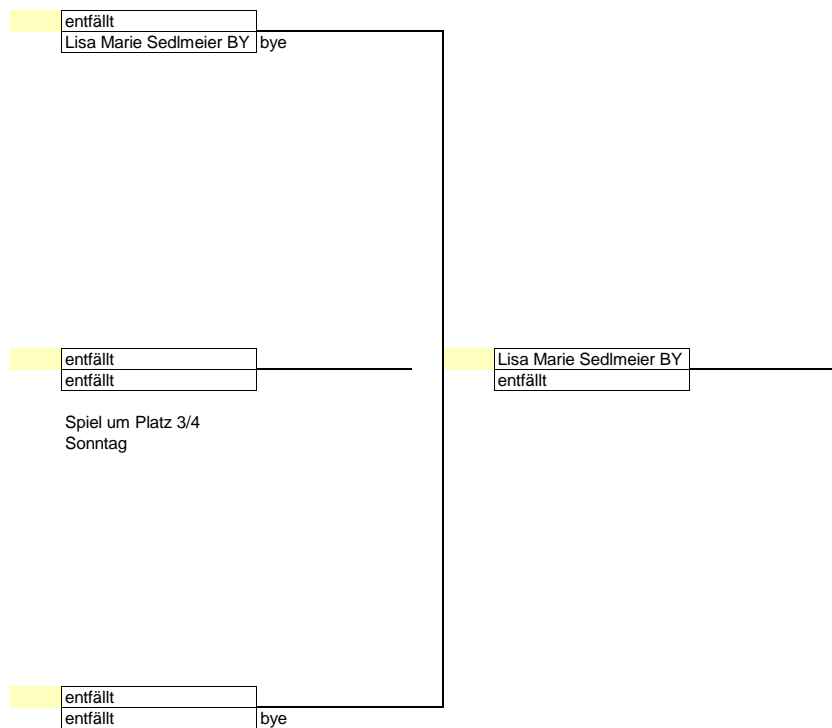 entfällt
Lisa Marie Sedlmeier BY bye
entfällt
entfällt
Spiel um Platz 3/4
Sonntag
Lisa Marie Sedlmeier BY
entfällt
entfällt
entfällt bye